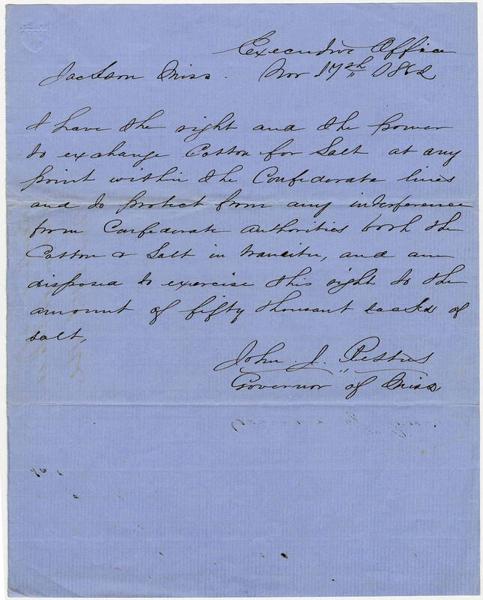 Executive Office
Jackson Miss. Nov 17th 1862
I have the right and the power
to exchange Cotton for Salt at any
point within the Confederate lines
and to protect from any interference
from Confederate authorities both the
Cotton & Salt in transitu, and am
disposed to exercise this right to the
amount of fifty thousant sacks of
salt,
John J. Pettus
Governor of Miss